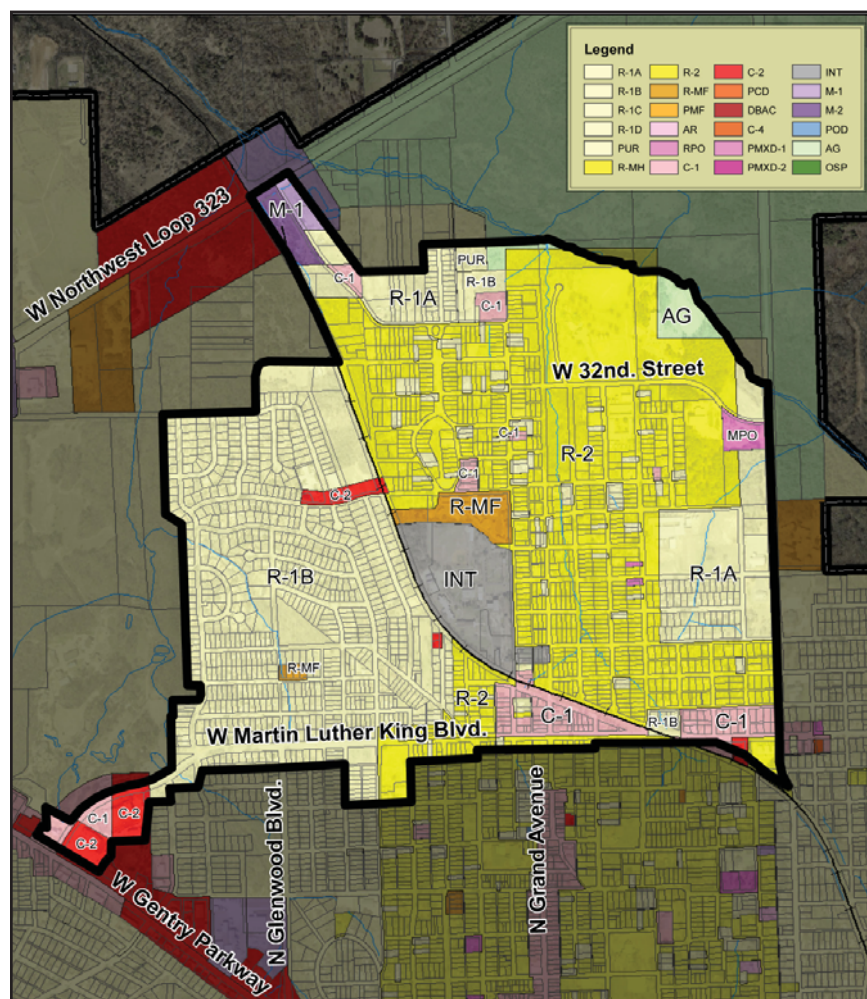 Legend
R-1A
R-1B
R-1C
R-1D
PUR
R-MH
R-2
R-MF
PMF
AR
RPO
C-1
C-2
PCD
DBAC
C-4
PMXD-1
PMXD-2
INT
M-1
M-2
POD
AG
OSP
W Northwest Loop 323
M-1
PUR
C-1
R-1B
R-1A
C-1
AG
W 32nd. Street
C-1
MPO
R-2
C-1
C-2
R-MF
R-1B
INT
R-1A
R-MF
R-2
C-1
R-1B
C-1
W Martin Luther King Blvd.
C-1
C-2
C-2
W Gentry Parkway
N Glenwood Blvd.
N Grand Avenue